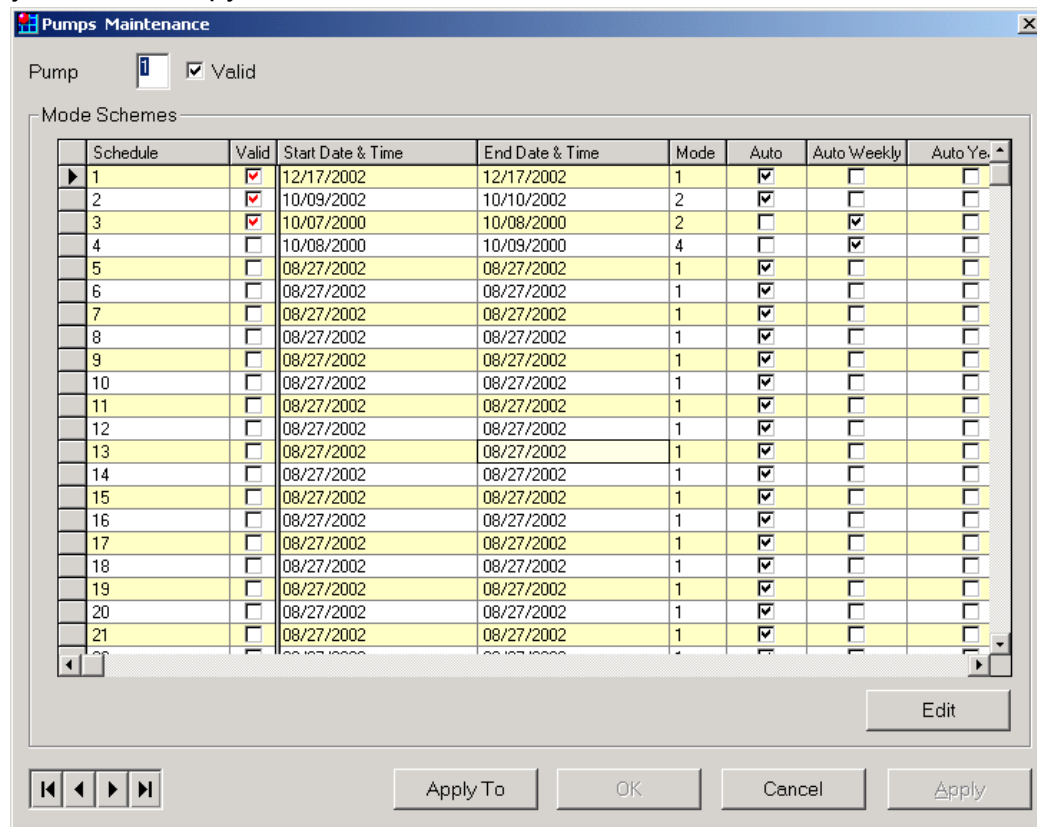 Pumps Maintenance
Pump 1 Valid
Mode Schemes
Schedule Valid Start Date & Time End Date & Time Mode Auto Auto Weekly Auto Ye
1 12/17/2002 12/17/2002 1
2 10/09/2002 10/10/2002 2
3 10/07/2000 10/08/2000 2
4 10/08/2000 10/09/2000 4
5 08/27/2002 08/27/2002 1
6 08/27/2002 08/27/2002 1
7 08/27/2002 08/27/2002 1
8 08/27/2002 08/27/2002 1
9 08/27/2002 08/27/2002 1
10 08/27/2002 08/27/2002 1
11 08/27/2002 08/27/2002 1
12 08/27/2002 08/27/2002 1
13 08/27/2002 08/27/2002 1
14 08/27/2002 08/27/2002 1
15 08/27/2002 08/27/2002 1
16 08/27/2002 08/27/2002 1
17 08/27/2002 08/27/2002 1
18 08/27/2002 08/27/2002 1
19 08/27/2002 08/27/2002 1
20 08/27/2002 08/27/2002 1
21 08/27/2002 08/27/2002 1
Edit
Apply To OK Cancel Apply